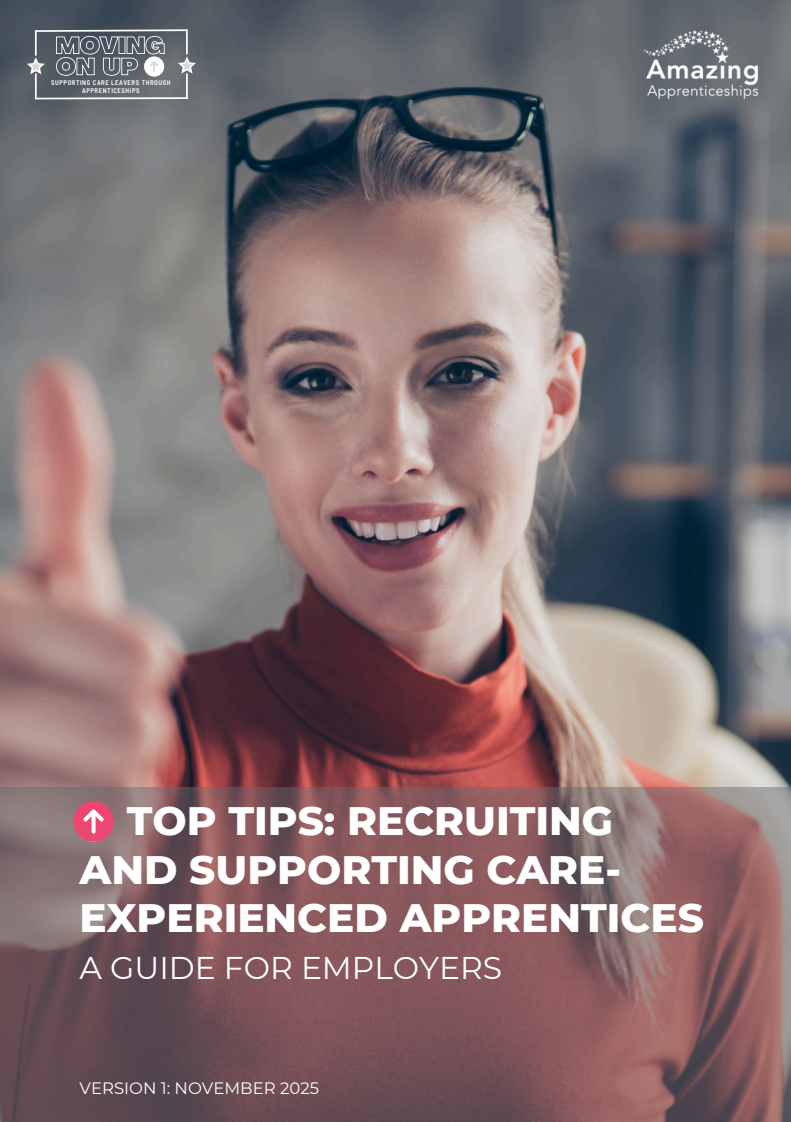 MOVING
ON UP
SUPPORTING CARE LEAVERS THROUGH
APPRENTICESHIPS
Amazing
Apprenticeships
TOP TIPS: RECRUITING
AND SUPPORTING CARE-
EXPERIENCED APPRENTICES
A GUIDE FOR EMPLOYERS
VERSION 1: NOVEMBER 2025